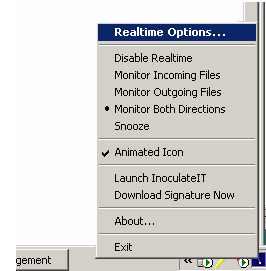 Realtime Options...
Disable Realtime
Monitor Incoming Files
Monitor Outgoing Files
Monitor Both Directions
Snooze
Animated Icon
Launch InoculateIT
Download Signature Now
About...
Exit
gement
«